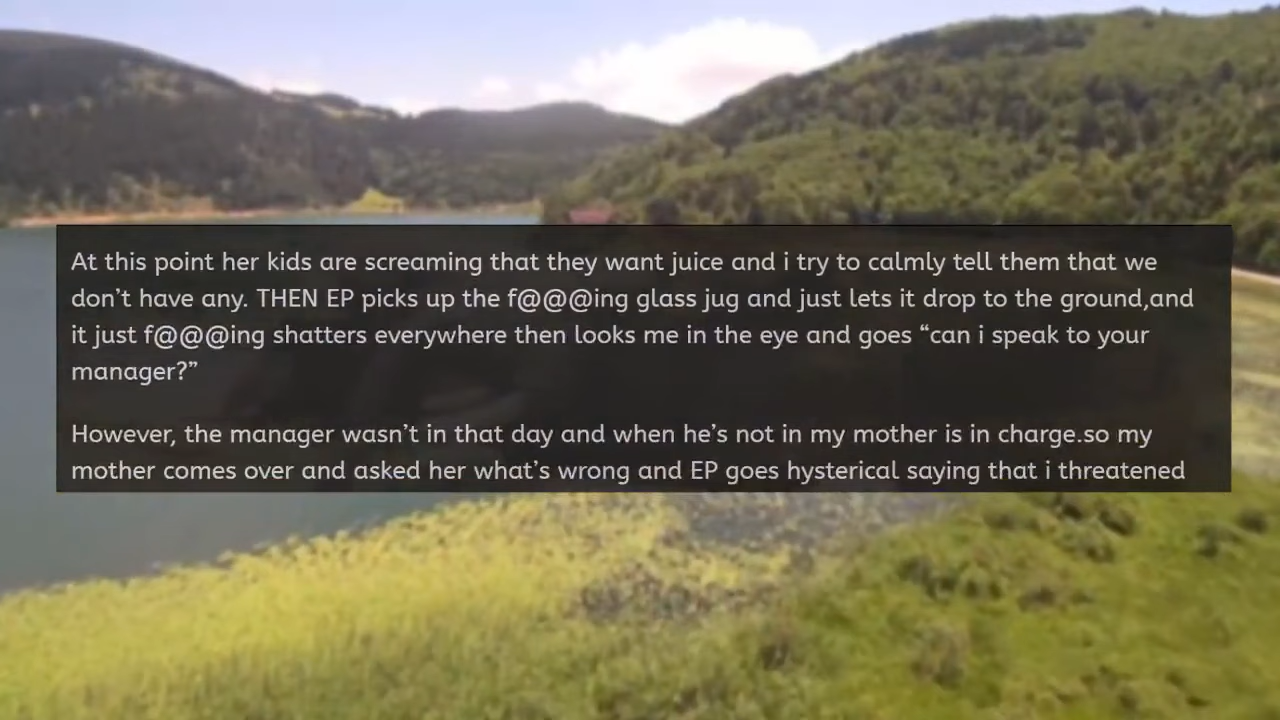 At this point her kids are screaming that they want juice and i try to calmly tell them that we
don’t have any. THEN EP picks up the f@@@ing glass jug and just lets it drop to the ground,and
it just f@@@ing shatters everywhere then looks me in the eye and goes “can i speak to your
manager?”
However, the manager wasn’t in that day and when he’s not in my mother is in charge.so my
mother comes over and asked her what’s wrong and EP goes hysterical saying that i threatened